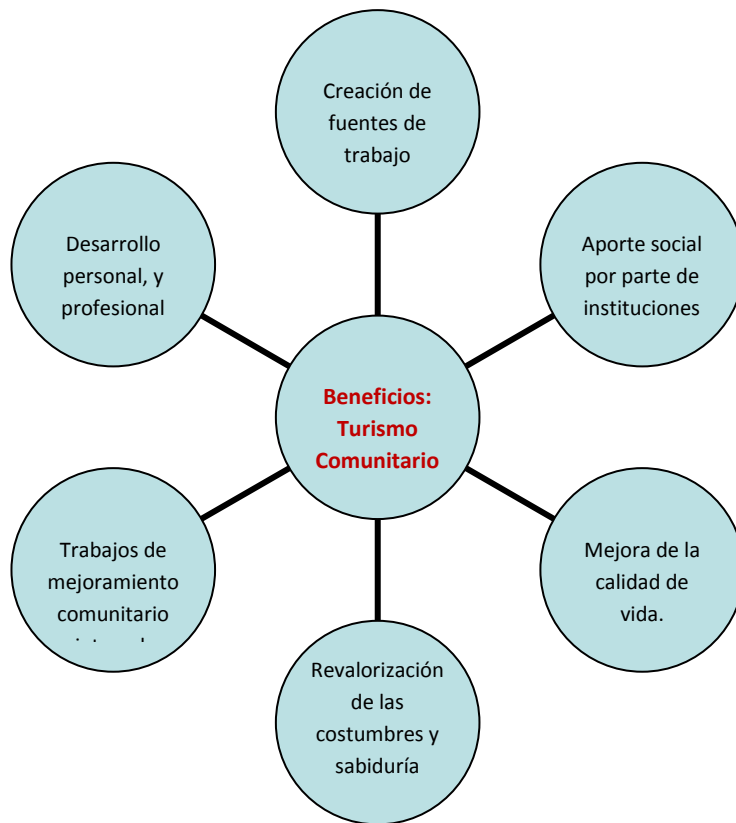 Creación de
fuentes de
trabajo
Aporte social
por parte de
instituciones
Mejora de la
calidad de
vida.
Revalorización
de las
costumbres y
sabiduría
Trabajos de
mejoramiento
comunitario
Desarrollo
personal, y
profesional
Beneficios:
Turismo
Comunitario